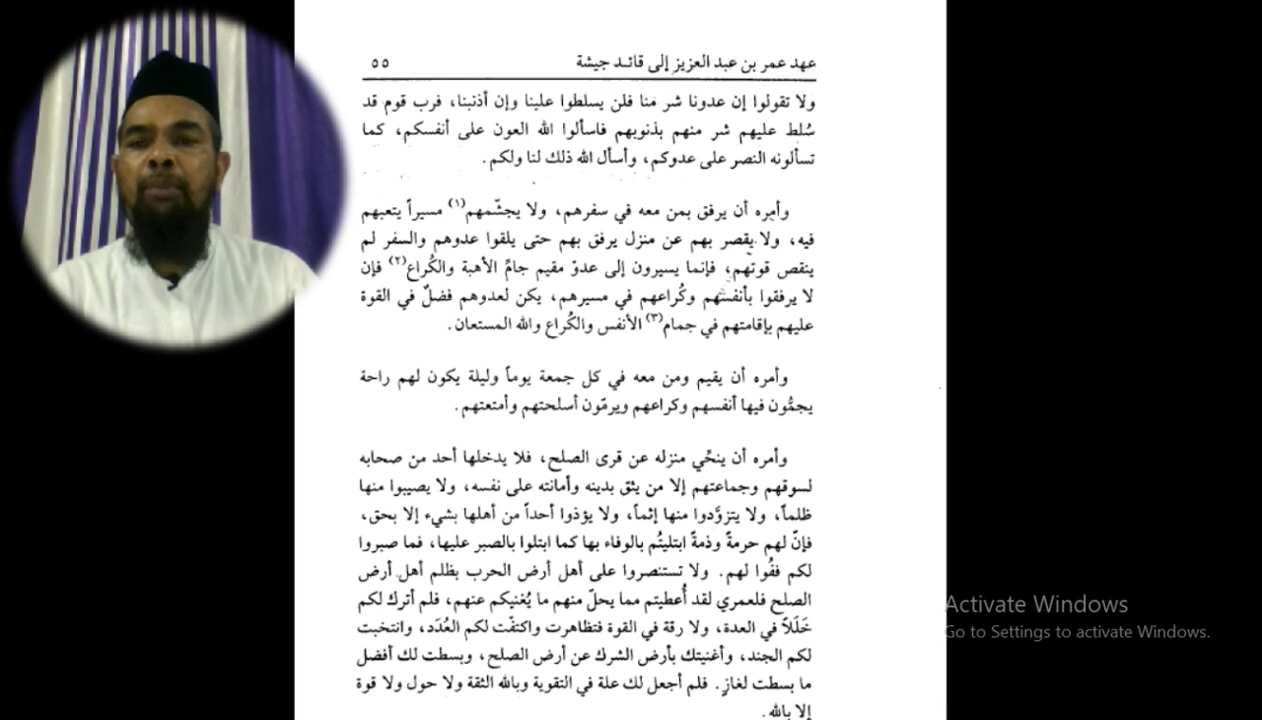 عهد عمر بن عبد العزيز إلى قائد جيشة ٥٥
ولا تقولوا إن عدونا شر منا فلن يسلطوا علينا وإن أذنبنا، فرب قوم قد
سُلط عليهم شر منهم بذنوبهم فاسألوا الله العون على أنفسكم، كما
تسألونه النصر على عدوكم، وأسأل الله ذلك لنا ولكم.
وأمره أن يرفق بمن معه في سفرهم، ولا يجشّمهم(١) مسيراً يتعبهم
فيه، ولا يقصر بهم عن منزل يرفق بهم حتى يلقوا عدوهم والسفر لم
ينقص قوتهم، فإنما يسيرون إلى عدوّ مقيم جامّ الأهبة والكُراع(٢) فإن
لا يرفقوا بأنفسهم وكُراعهم في مسيرهم، يكن لعدوهم فضلٌ في القوة
عليهم بإقامتهم في جمام(٣) الأنفس والكُراع والله المستعان.
وأمره أن يقيم ومن معه في كل جمعة يوماً وليلة يكون لهم راحة
يجمُّون فيها أنفسهم وكراعهم ويرمّون أسلحتهم وأمتعتهم.
وأمره أن ينحِّي منزله عن قرى الصلح، فلا يدخلها أحد من صحابه
لسوقهم وجماعتهم إلا من يثق بدينه وأمانته على نفسه، ولا يصيبوا منها
ظلماً، ولا يتزوَّدوا منها إثماً، ولا يؤذوا أحداً من أهلها بشيء إلا بحق،
فإنّ لهم حرمةً وذمةً ابتليتُم بالوفاء بها كما ابتلوا بالصبر عليها، فما صبروا
لكم ففُوا لهم. ولا تستنصروا على أهل أرض الحرب بظلم أهل أرض
الصلح فلعمري لقد أُعطيتم مما يحلّ منهم ما يُغنيكم عنهم، فلم أترك لكم
خَلَلاً في العدة، ولا رقة في القوة فتظاهرت واكتفّت لكم العُدَد، وانتخبت
لكم الجند، وأغنيتك بأرض الشرك عن أرض الصلح، وبسطت لك أفضل
ما بسطت لغازٍ. فلم أجعل لك علة في التقوية وبالله الثقة ولا حول ولا قوة
إلا بالله.
Activate Windows
Go to Settings to activate Windows.